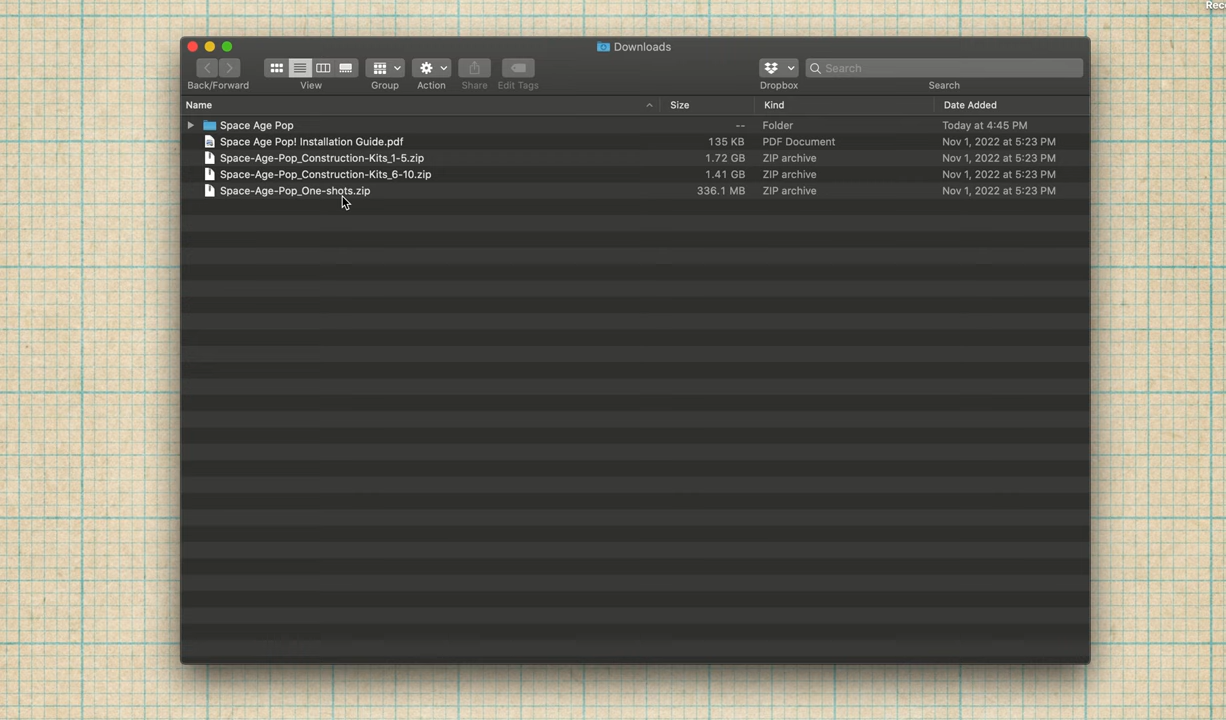 Rec
Downloads
Search
Back/Forward View Group Action Share Edit Tags Dropbox Search
Name Size Kind Date Added
Space Age Pop -- Folder Today at 4:45 PM
Space Age Pop! Installation Guide.pdf 135 KB PDF Document Nov 1, 2022 at 5:23 PM
Space-Age-Pop_Construction-Kits_1-5.zip 1.72 GB ZIP archive Nov 1, 2022 at 5:23 PM
Space-Age-Pop_Construction-Kits_6-10.zip 1.41 GB ZIP archive Nov 1, 2022 at 5:23 PM
Space-Age-Pop_One-shots.zip 336.1 MB ZIP archive Nov 1, 2022 at 5:23 PM